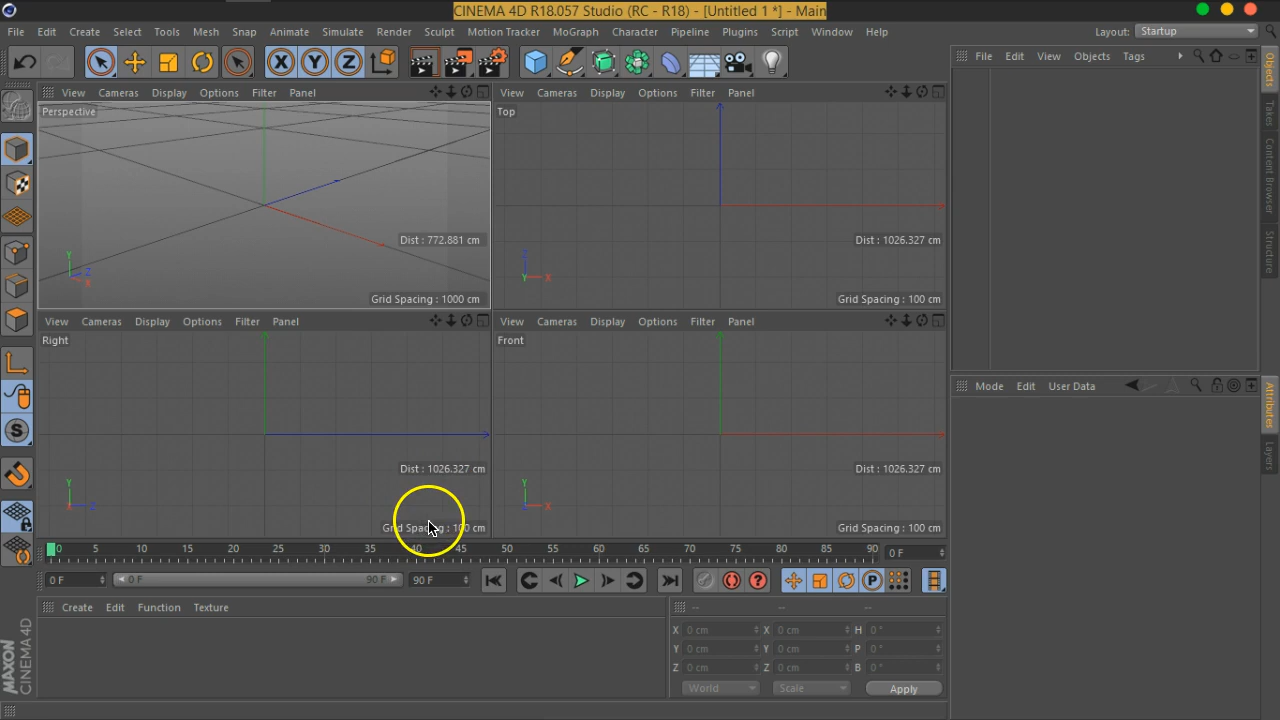 CINEMA 4D R18.057 Studio (RC - R18) - [Untitled 1 *] - Main
File Edit Create Select Tools Mesh Snap Animate Simulate Render Sculpt Motion Tracker MoGraph Character Pipeline Plugins Script Window Help Layout: Startup
X Y Z
File Edit View Objects Tags
View Cameras Display Options Filter Panel
View Cameras Display Options Filter Panel
Perspective
Top
Dist : 772.881 cm
Dist : 1026.327 cm
Y Z X
Z Y X
Grid Spacing : 1000 cm
Grid Spacing : 100 cm
View Cameras Display Options Filter Panel
View Cameras Display Options Filter Panel
Right
Front
Dist : 1026.327 cm
Dist : 1026.327 cm
Y X Z
Y Z X
Grid Spacing : 100 cm
Grid Spacing : 100 cm
S
Objects
Takes
Content Browser
Structure
Mode Edit User Data
Attributes
Layers
0 5 10 15 20 25 30 35 40 45 50 55 60 65 70 75 80 85 90 0 F
0 F 0 F 90 F 90 F
? P
Create Edit Function Texture
-- -- --
X 0 cm X 0 cm H 0 °
Y 0 cm Y 0 cm P 0 °
Z 0 cm Z 0 cm B 0 °
World Scale Apply
MAXON
CINEMA 4D